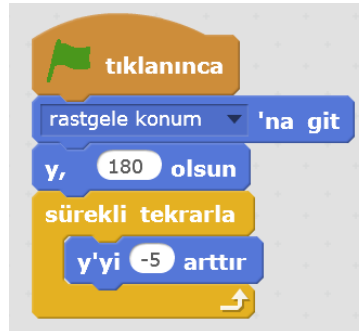 tıklanınca
rastgele konum 'na git
y, 180 olsun
sürekli tekrarla
y'yi -5 arttır